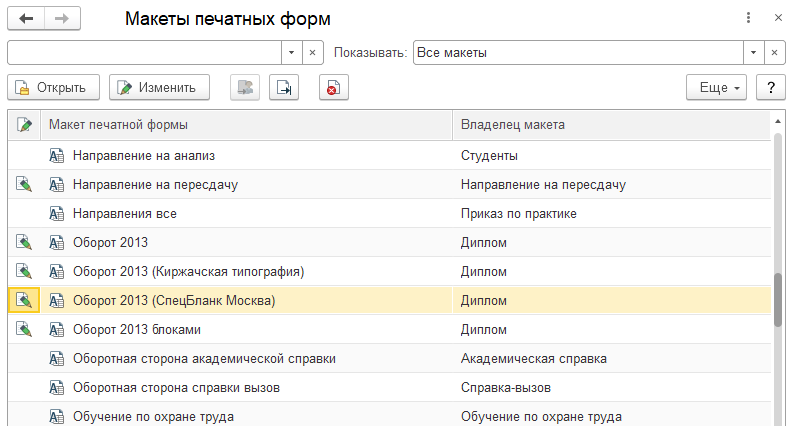 Макеты печатных форм
Показывать: Все макеты
Открыть Изменить Еще ?
Макет печатной формы Владелец макета
Направление на анализ Студенты
Направление на пересдачу Направление на пересдачу
Направления все Приказ по практике
Оборот 2013 Диплом
Оборот 2013 (Киржачская типография) Диплом
Оборот 2013 (СпецБланк Москва) Диплом
Оборот 2013 блоками Диплом
Оборотная сторона академической справки Академическая справка
Оборотная сторона справки вызов Справка-вызов
Обучение по охране труда Обучение по охране труда